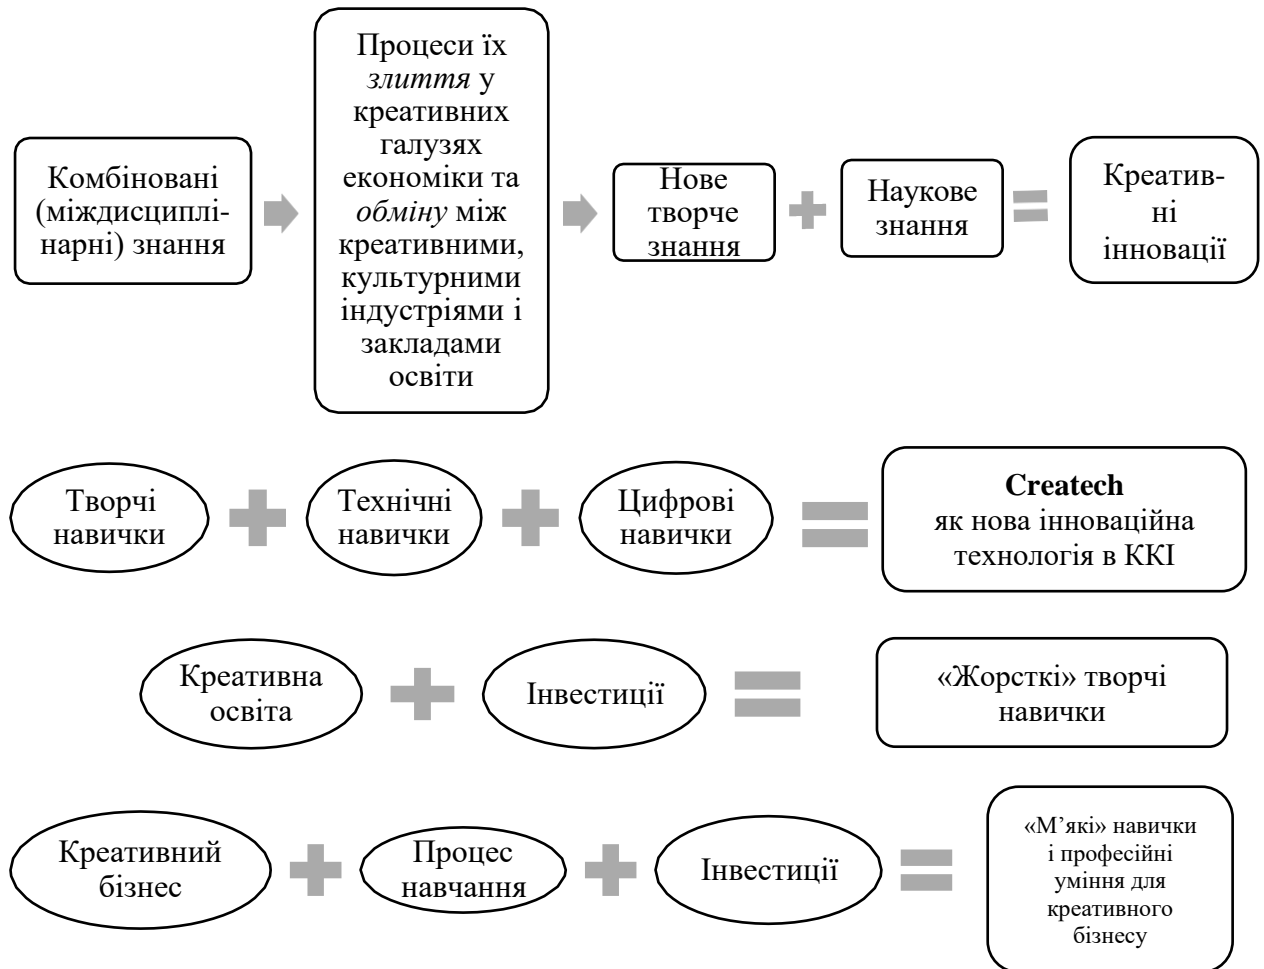 Комбіновані
(міждисциплі-
нарні) знання
Процеси їх
злиття у
креативних
галузях
економіки та
обміну між
креативними,
культурними
індустріями і
закладами
освіти
Нове
творче
знання
Наукове
знання
Креатив-
ні
інновації
Творчі
навички
Технічні
навички
Цифрові
навички
Createch
як нова інноваційна
технологія в ККІ
Креативна
освіта
Інвестиції
«Жорсткі» творчі
навички
Креативний
бізнес
Процес
навчання
Інвестиції
«М’які» навички
і професійні
уміння для
креативного
бізнесу